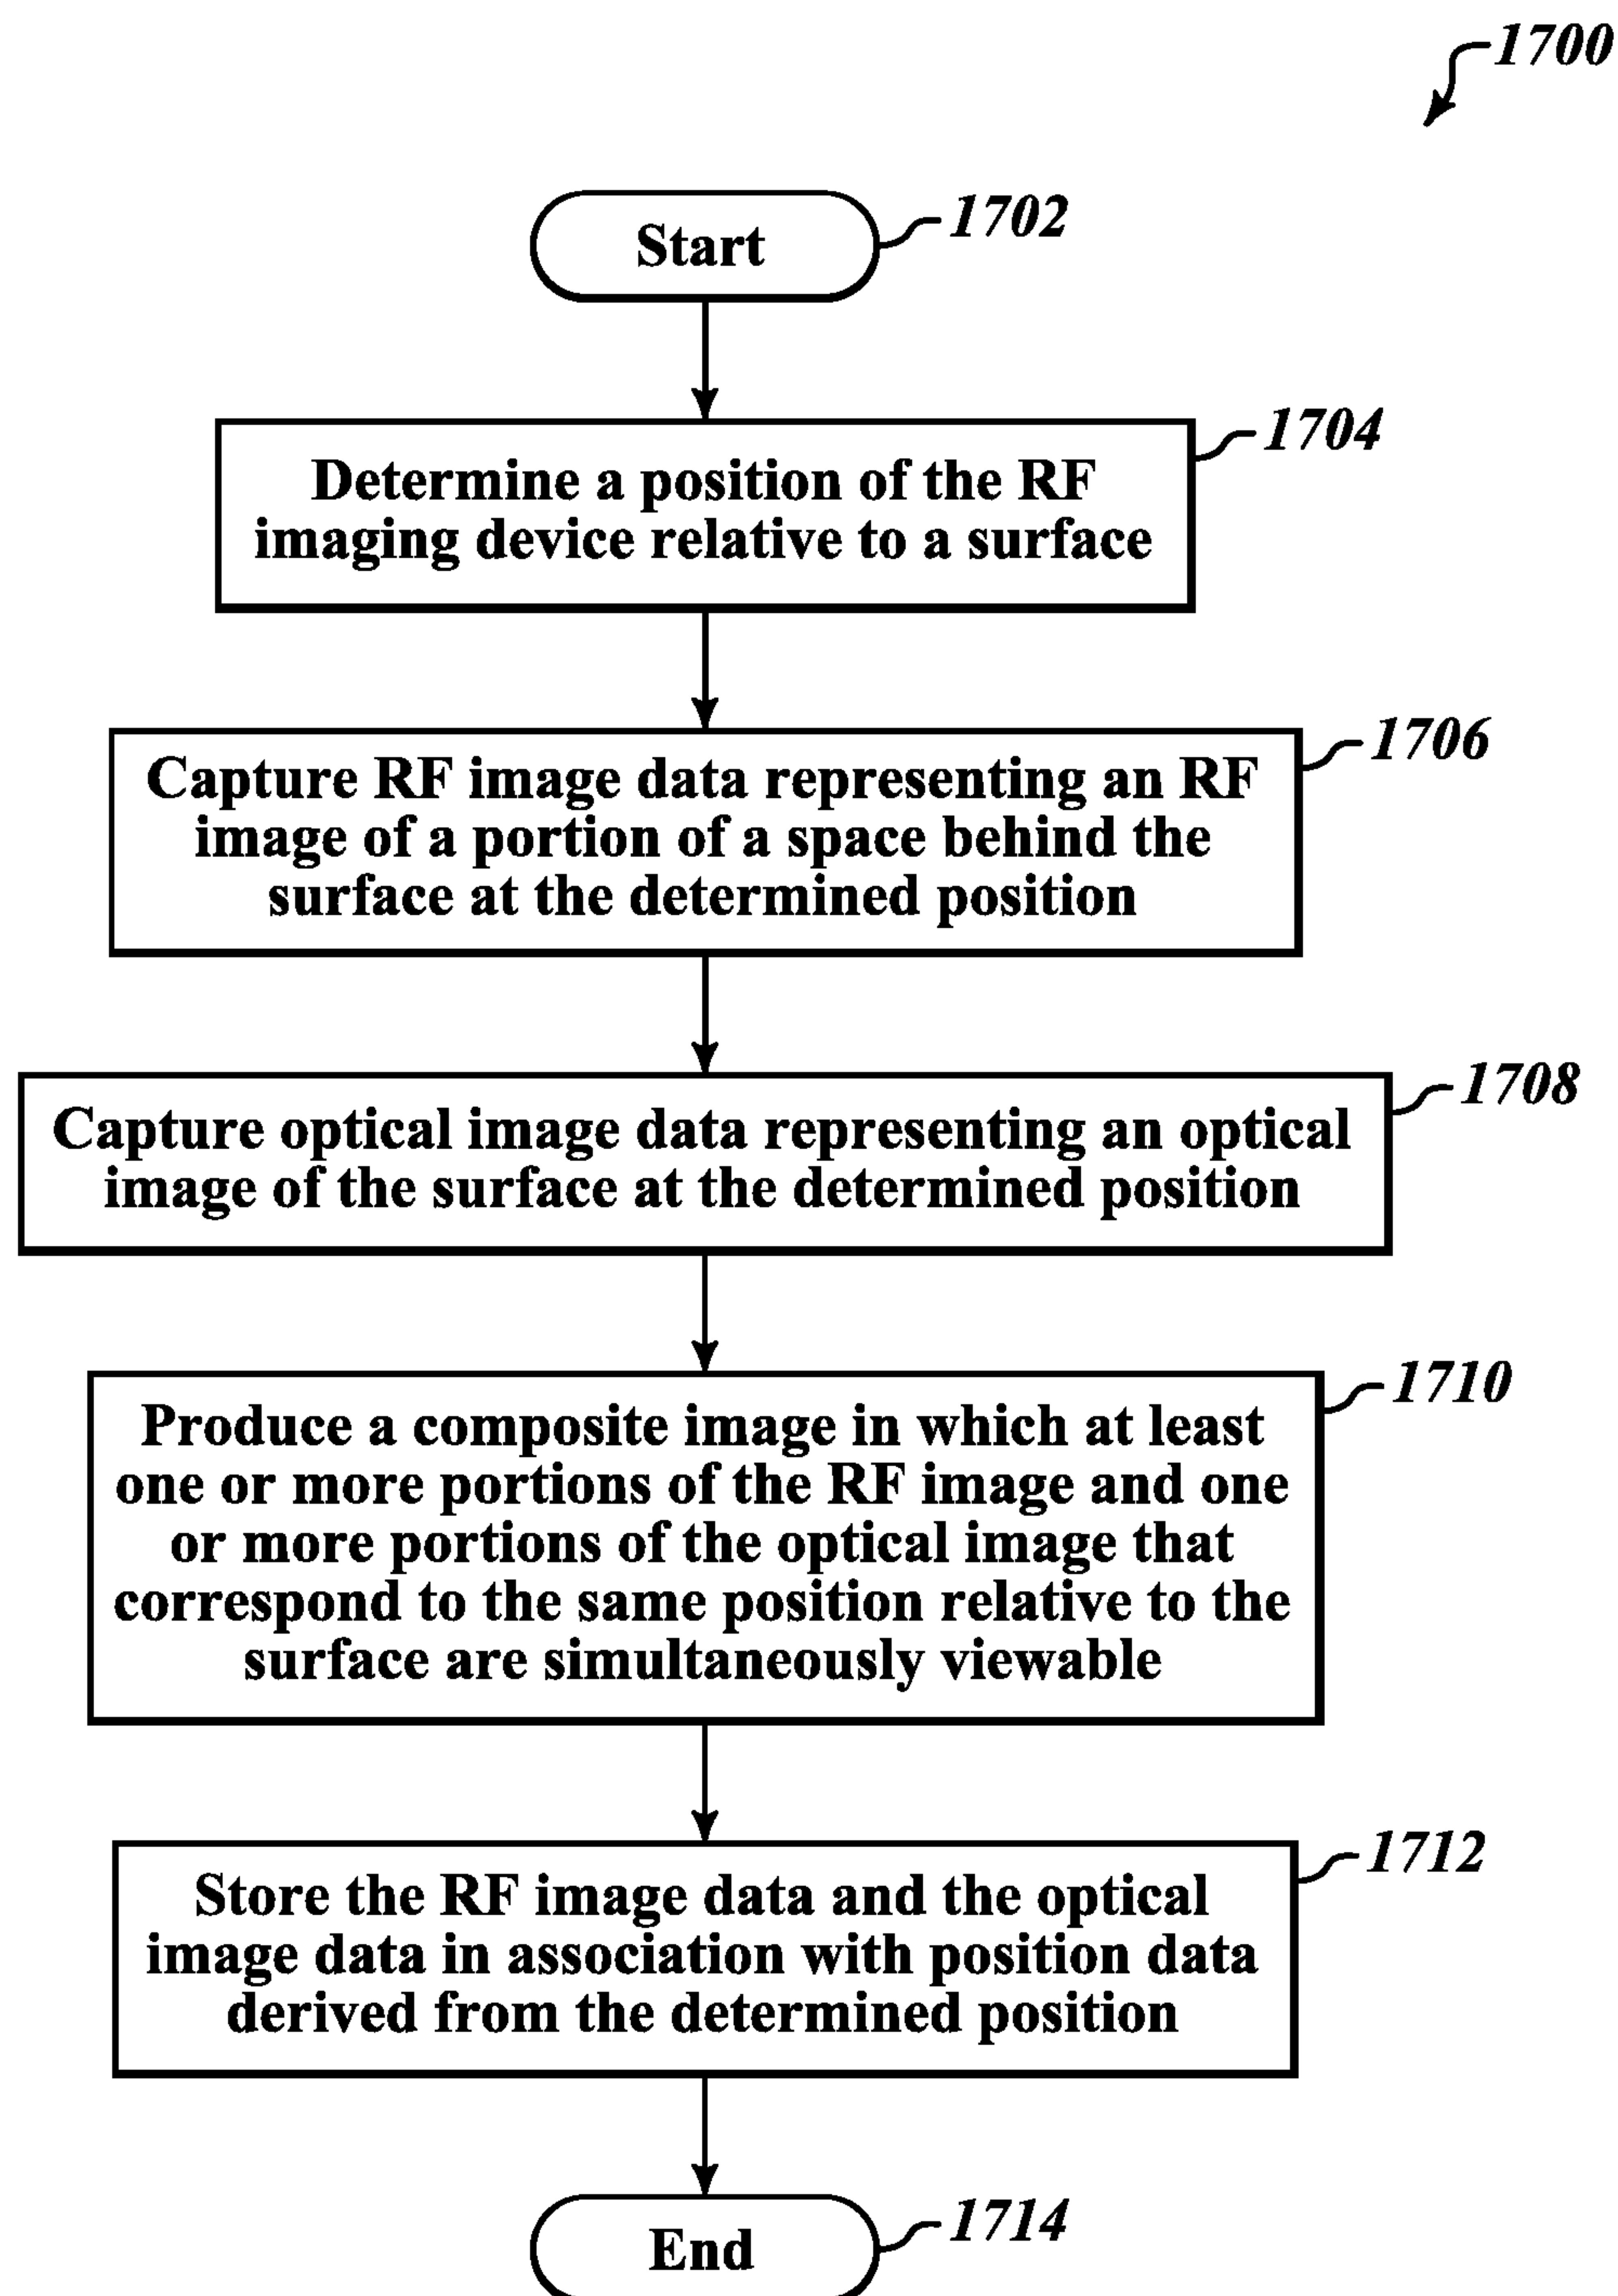 1700
Start
1702
1704
Determine a position of the RF
imaging device relative to a surface
1706
Capture RF image data representing an RF
image of a portion of a space behind the
surface at the determined position
1708
Capture optical image data representing an optical
image of the surface at the determined position
1710
Produce a composite image in which at least
one or more portions of the RF image and one
or more portions of the optical image that
correspond to the same position relative to the
surface are simultaneously viewable
1712
Store the RF image data and the optical
image data in association with position data
derived from the determined position
End
1714